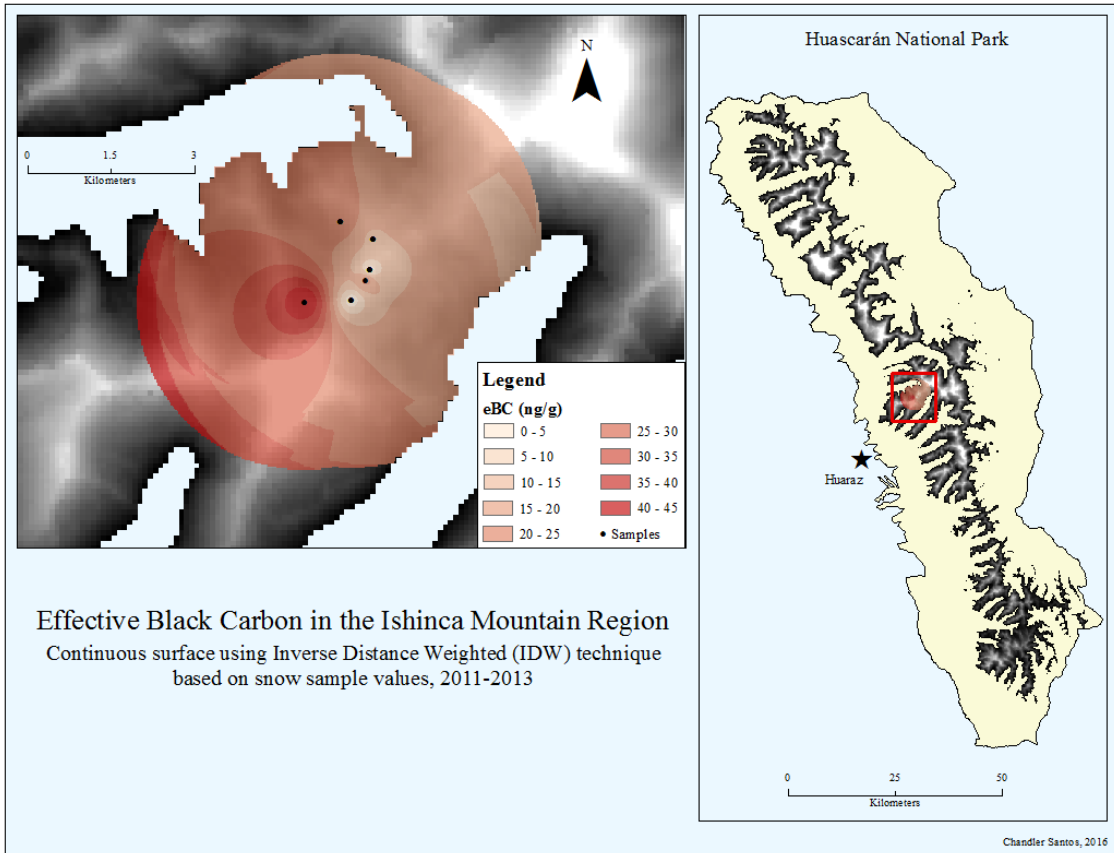 N
0 1.5 3
Kilometers
Legend
eBC (ng/g)
0 - 5
5 - 10
10 - 15
15 - 20
20 - 25
25 - 30
30 - 35
35 - 40
40 - 45
Samples
Effective Black Carbon in the Ishinca Mountain Region
Continuous surface using Inverse Distance Weighted (IDW) technique
based on snow sample values, 2011-2013
Huascarán National Park
Huaraz
0 25 50
Kilometers
Chandler Santos, 2016